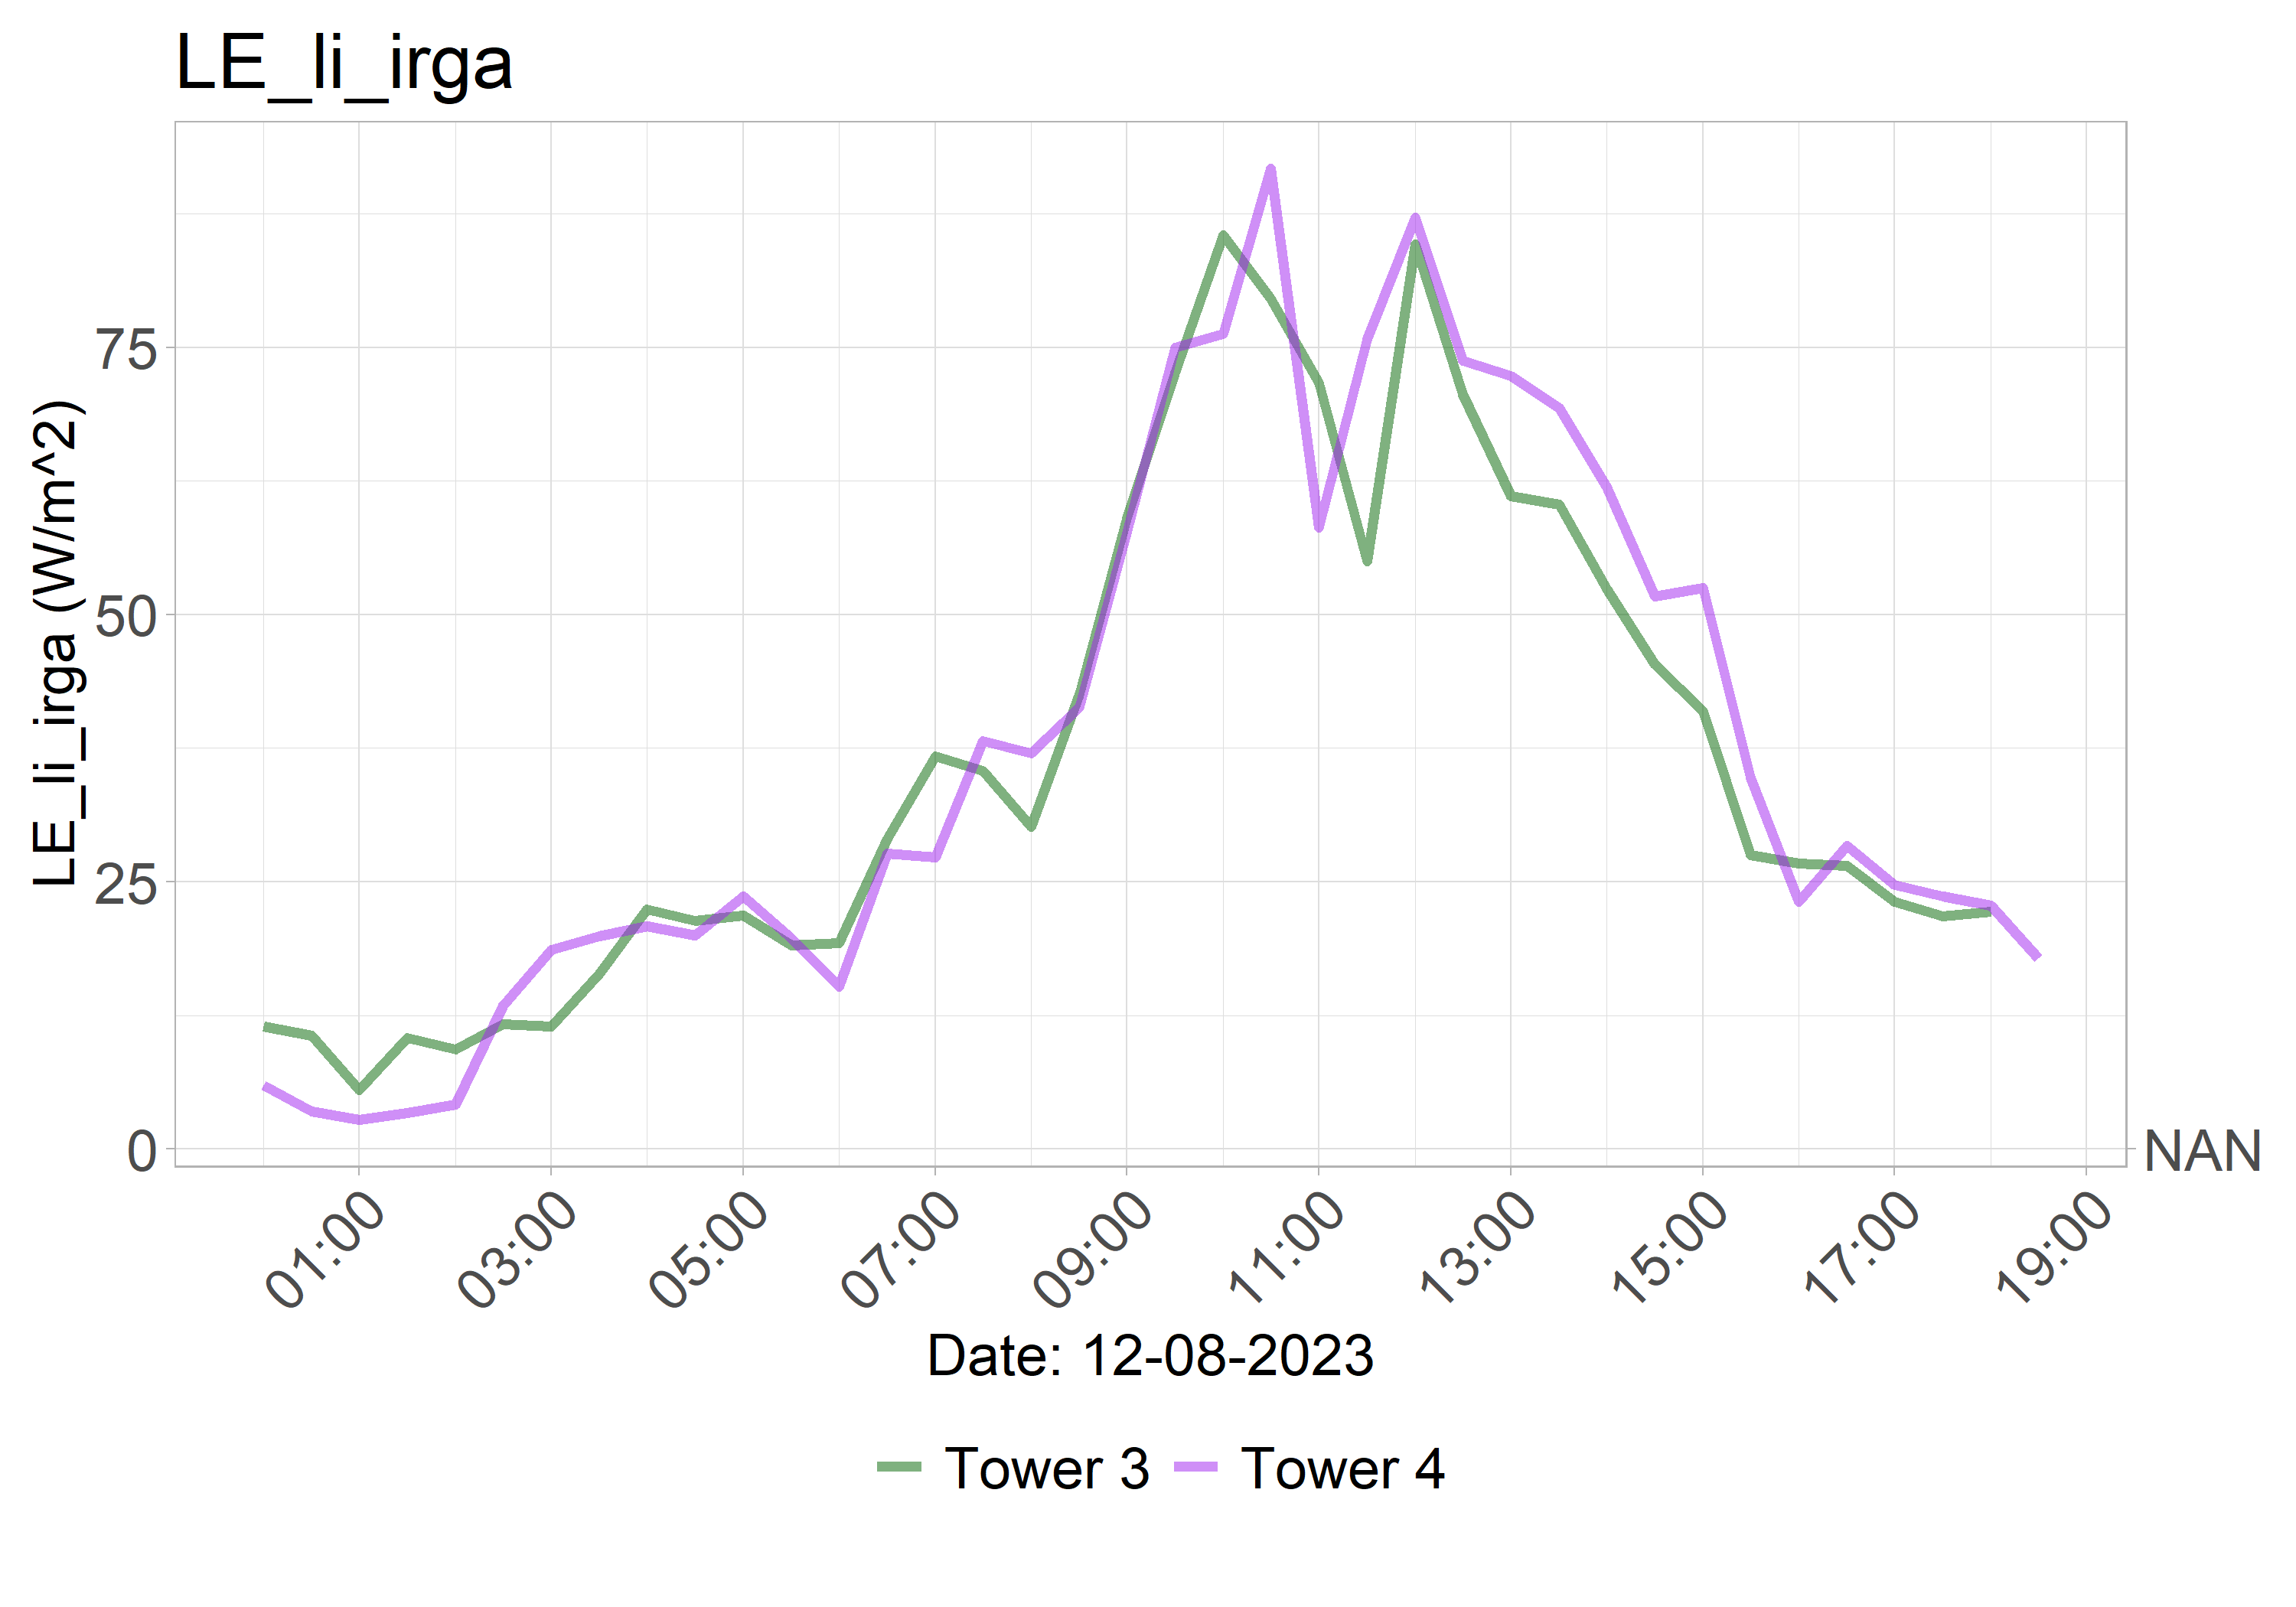 LE_li_irga
LE_li_irga (W/m^2)
75
50
25
0
NAN
01:00 03:00 05:00 07:00 09:00 11:00 13:00 15:00 17:00 19:00
Date: 12-08-2023
Tower 3 Tower 4